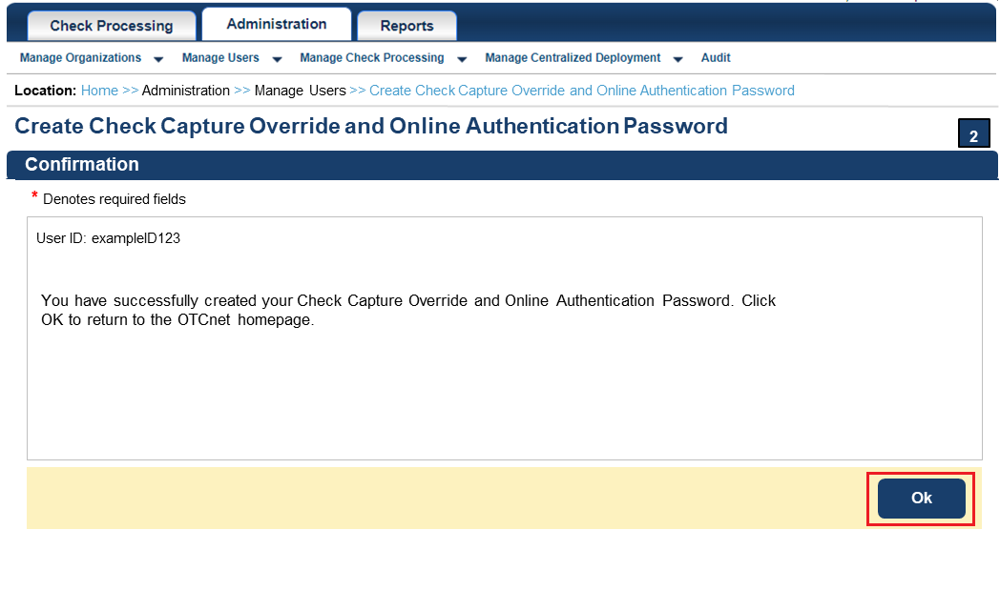 Check Processing Administration Reports
Manage Organizations Manage Users Manage Check Processing Manage Centralized Deployment Audit
Location: Home >> Administration >> Manage Users >> Create Check Capture Override and Online Authentication Password
Create Check Capture Override and Online Authentication Password
2
Confirmation
* Denotes required fields
User ID: exampleID123
You have successfully created your Check Capture Override and Online Authentication Password. Click
OK to return to the OTCnet homepage.
Ok